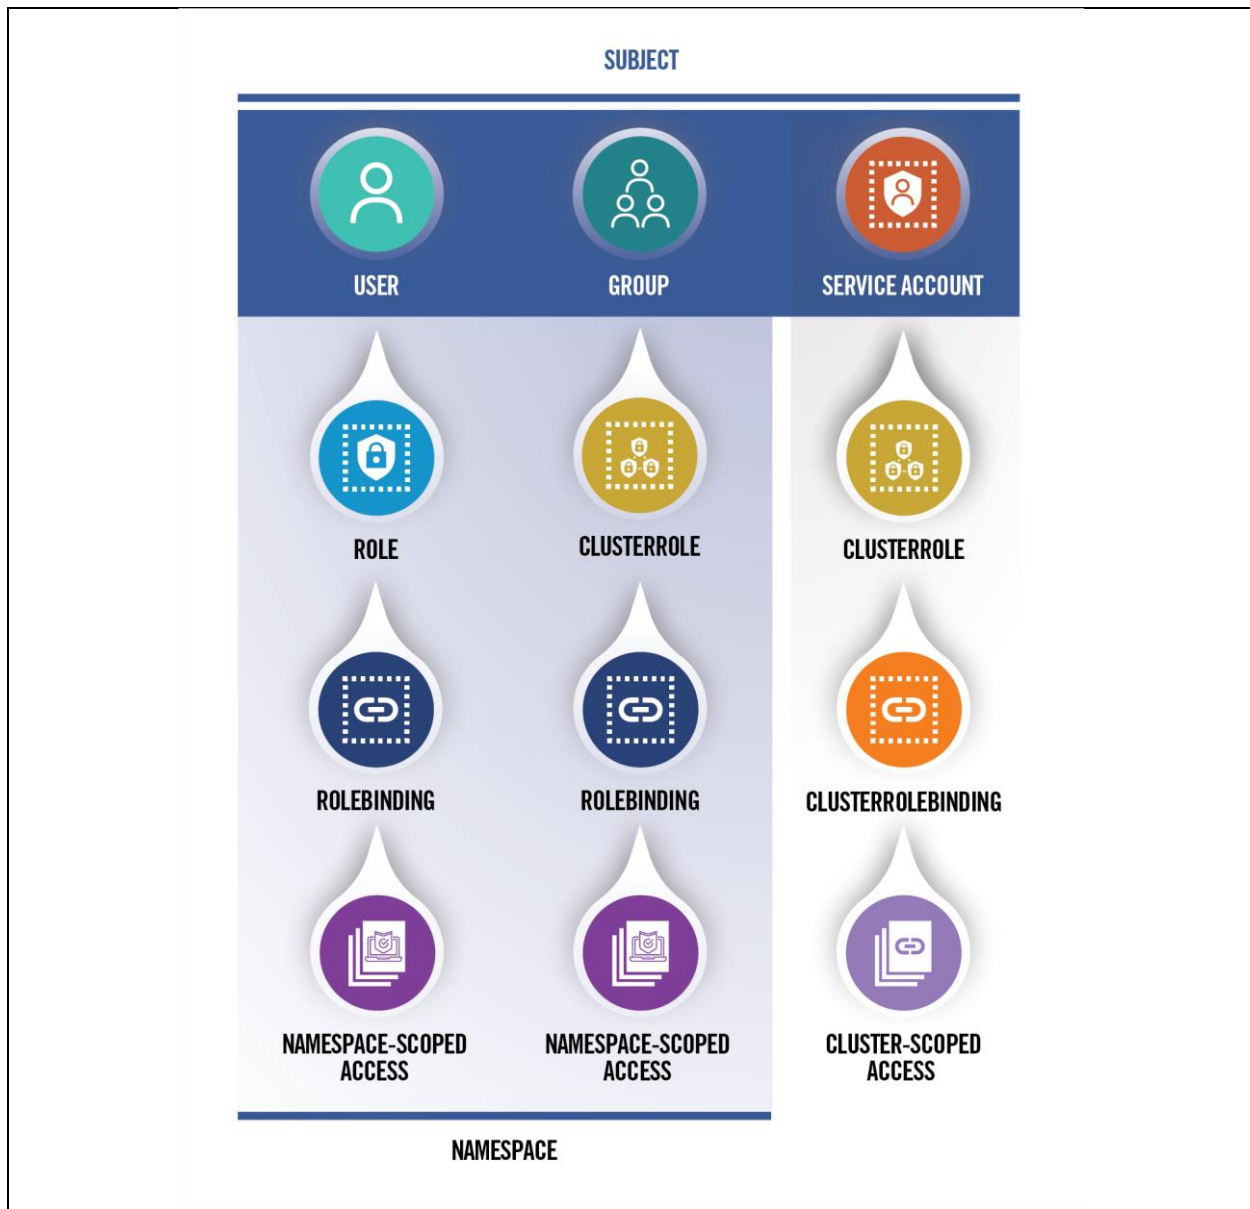 SUBJECT
USER
GROUP
SERVICE ACCOUNT
ROLE
CLUSTERROLE
CLUSTERROLE
ROLEBINDING
ROLEBINDING
CLUSTERROLEBINDING
NAMESPACE-SCOPED
ACCESS
NAMESPACE-SCOPED
ACCESS
CLUSTER-SCOPED
ACCESS
NAMESPACE